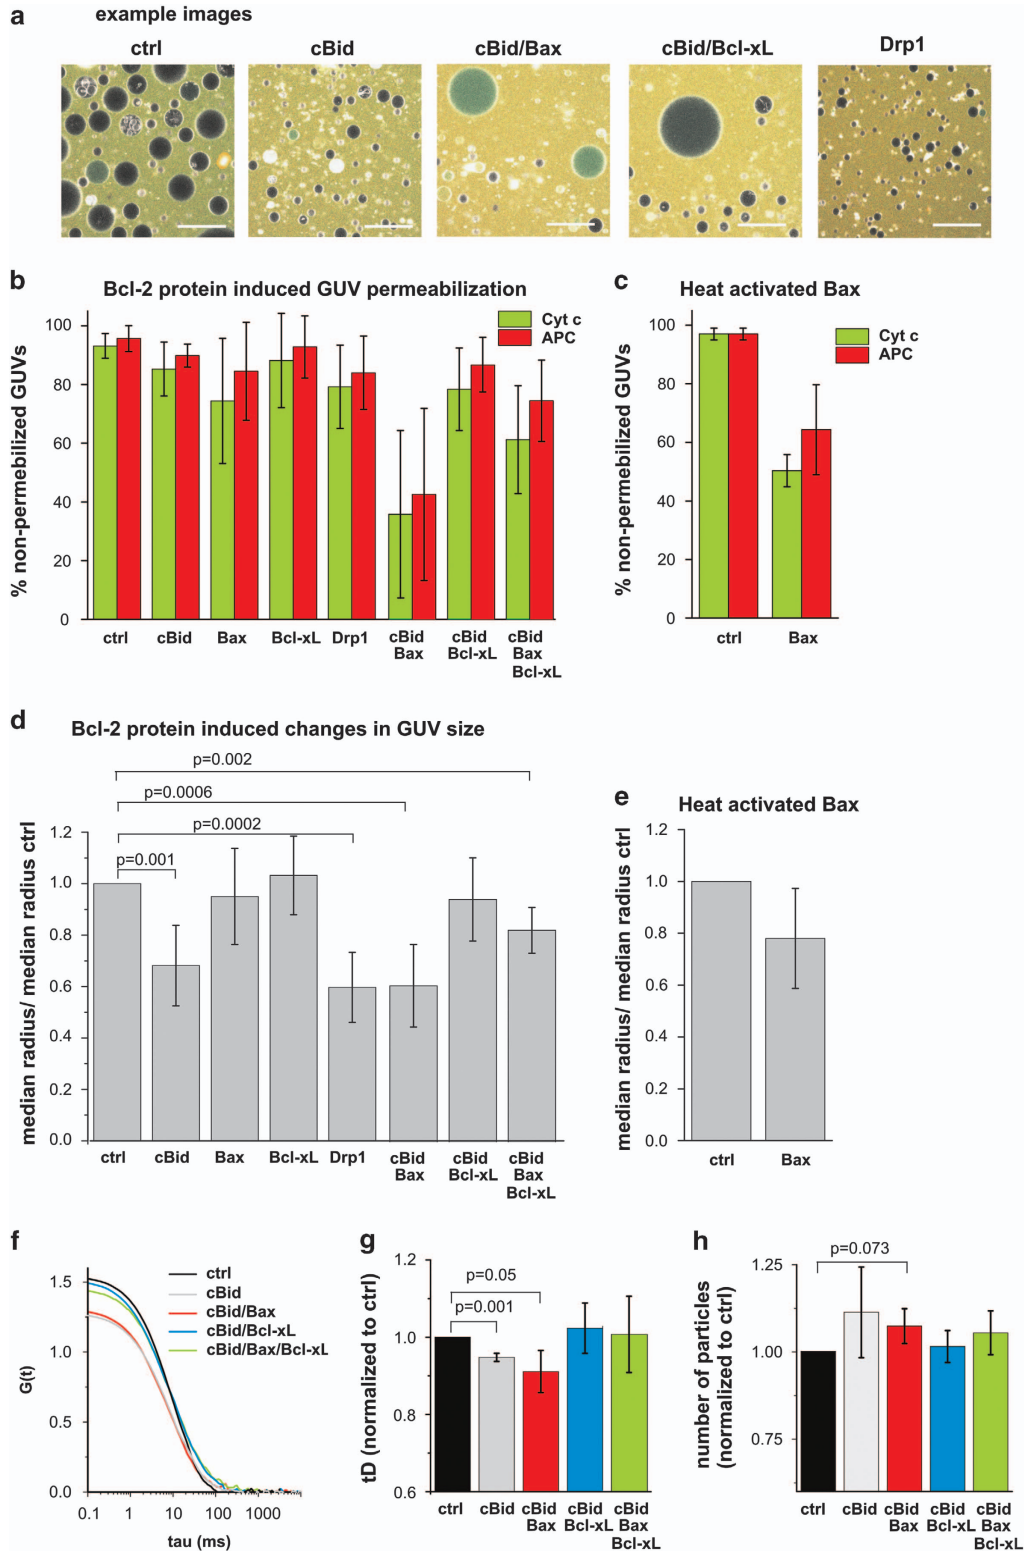 a
example images
ctrl
cBid
cBid/Bax
cBid/Bcl-xL
Drp1
b
Bcl-2 protein induced GUV permeabilization
Cyt c
APC
% non-permebilized GUVs
100
80
60
40
20
0
ctrl
cBid
Bax
Bcl-xL
Drp1
cBid
Bax
cBid
Bcl-xL
cBid
Bax
Bcl-xL
c
Heat activated Bax
Cyt c
APC
% non-permebilized GUVs
100
80
60
40
20
0
ctrl
Bax
d
Bcl-2 protein induced changes in GUV size
p=0.002
p=0.0006
p=0.0002
p=0.001
median radius/ median radius ctrl
1.2
1.0
0.8
0.6
0.4
0.2
0.0
ctrl
cBid
Bax
Bcl-xL
Drp1
cBid
Bax
cBid
Bcl-xL
cBid
Bax
Bcl-xL
e
Heat activated Bax
median radius/ median radius ctrl
1.2
1.0
0.8
0.6
0.4
0.2
0.0
ctrl
Bax
f
G(t)
1.5
1.0
0.5
0.0
ctrl
cBid
cBid/Bax
cBid/Bcl-xL
cBid/Bax/Bcl-xL
0.1
1
10
100
1000
tau (ms)
g
tD (normalized to ctrl)
1.2
1.0
0.8
0.6
p=0.05
p=0.001
ctrl
cBid
cBid
Bax
cBid
Bcl-xL
cBid
Bax
Bcl-xL
h
number of particles
(normalized to ctrl)
1.25
1.00
0.75
p=0.073
ctrl
cBid
cBid
Bax
cBid
Bcl-xL
cBid
Bax
Bcl-xL